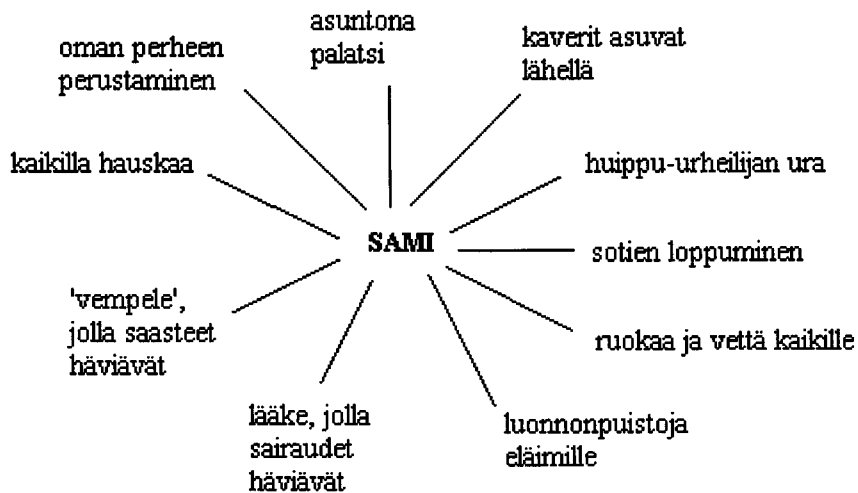 asuntona
palatsi
kaverit asuvat
lähellä
oman perheen
perustaminen
kaikilla hauskaa
huippu-urheilijan ura
SAMI
sotien loppuminen
'vempele',
jolla saasteet
häviävät
ruokaa ja vettä kaikille
lääke, jolla
sairaudet
häviävät
luonnonpuistoja
eläimille